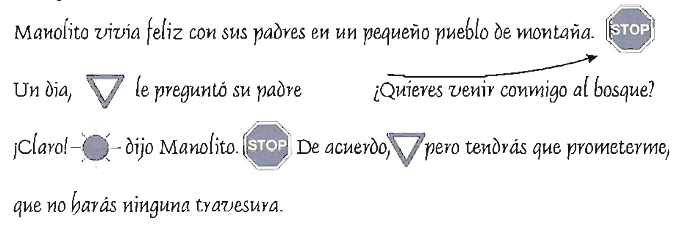 Manolito vivía feliz con sus padres en un pequeño pueblo de montaña. STOP
Un dia, le preguntó su padre ¿Quieres venir conmigo al bosque?
¡Claro!- - dijo Manolito. STOP De acuerdo, pero tendrás que prometerme,
que no harás ninguna travesura.